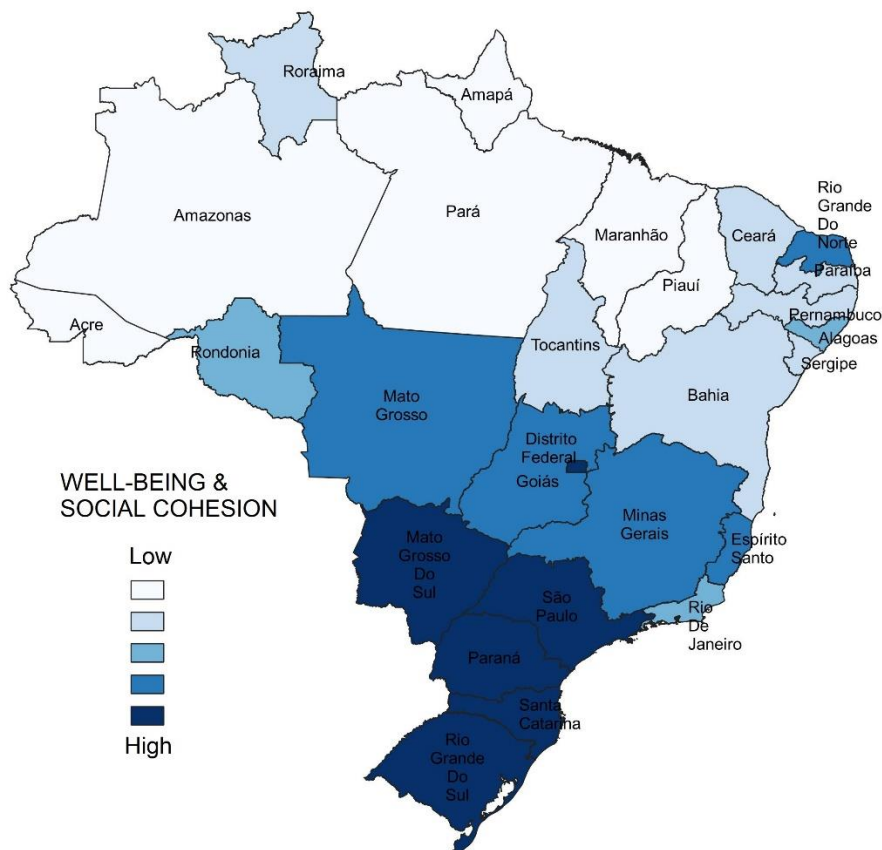 Roraima
Amapá
Amazonas
Pará
Maranhão
Ceará
Rio
Grande
Do
Norte
Paraíba
Piauí
Pernambuco
Alagoas
Sergipe
Acre
Rondonia
Tocantins
Bahia
Mato
Grosso
Distrito
Federal
Goiás
Minas
Gerais
Espírito
Santo
Mato
Grosso
Do
Sul
São
Paulo
Rio
De
Janeiro
Paraná
Santa
Catarina
Rio
Grande
Do
Sul
WELL-BEING &
SOCIAL COHESION
Low
High